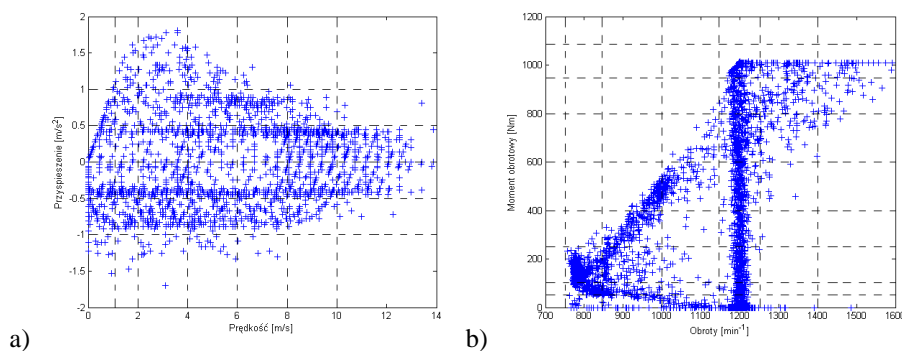 2
1.5
1
0.5
0
-0.5
-1
-1.5
-2
Przyspieszenie [m/s²]
0 2 4 6 8 10 12 14
Prędkość [m/s]
a)
1200
1000
800
600
400
200
0
Moment obrotowy [Nm]
700 800 900 1000 1100 1200 1300 1400 1500 1600
Obroty [min⁻¹]
b)